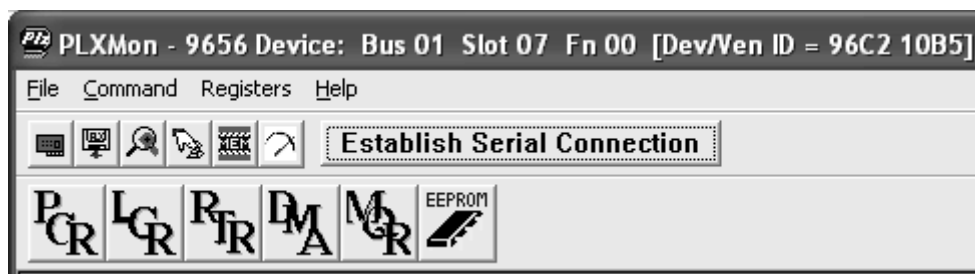 PLXMon - 9656 Device: Bus 01 Slot 07 Fn 00 [Dev/Ven ID = 96C2 10B5]
File Command Registers Help
Establish Serial Connection
PCR LCR RTR DMA MQR EEPROM